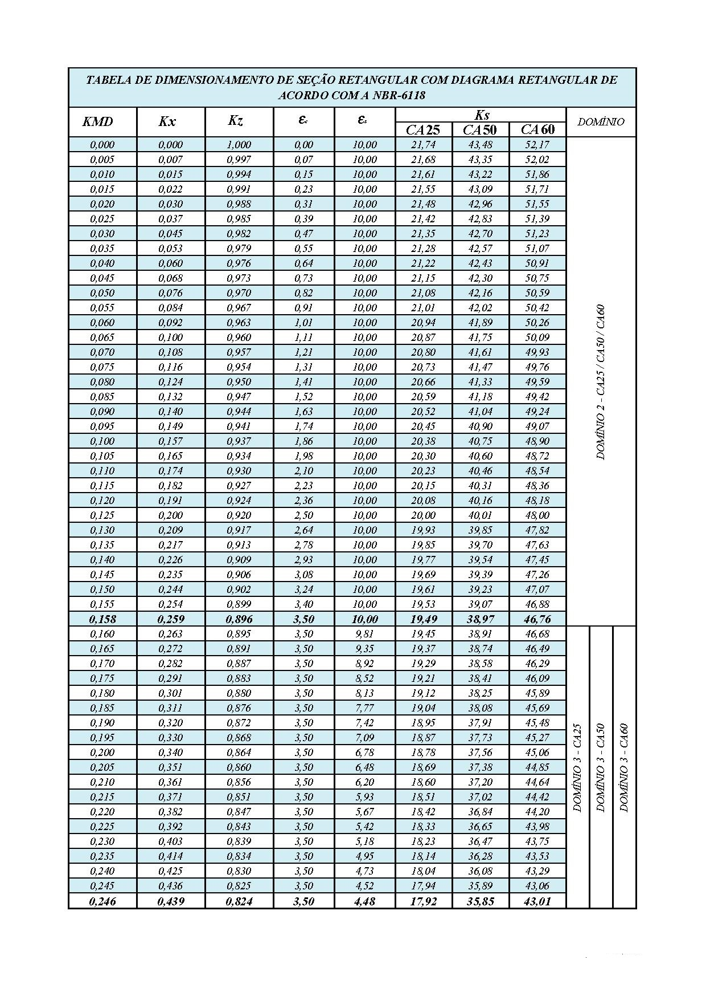 TABELA DE DIMENSIONAMENTO DE SEÇÃO RETANGULAR COM DIAGRAMA RETANGULAR DE
ACORDO COM A NBR-6118
KMD Kx Kz εc εs Ks DOMÍNIO
CA25 CA50 CA60
0,000 0,000 1,000 0,00 10,00 21,74 43,48 52,17
0,005 0,007 0,997 0,07 10,00 21,68 43,35 52,02
0,010 0,015 0,994 0,15 10,00 21,61 43,22 51,86
0,015 0,022 0,991 0,23 10,00 21,55 43,09 51,71
0,020 0,030 0,988 0,31 10,00 21,48 42,96 51,55
0,025 0,037 0,985 0,39 10,00 21,42 42,83 51,39
0,030 0,045 0,982 0,47 10,00 21,35 42,70 51,23
0,035 0,053 0,979 0,55 10,00 21,28 42,57 51,07
0,040 0,060 0,976 0,64 10,00 21,22 42,43 50,91
0,045 0,068 0,973 0,73 10,00 21,15 42,30 50,75
0,050 0,076 0,970 0,82 10,00 21,08 42,16 50,59
0,055 0,084 0,967 0,91 10,00 21,01 42,02 50,42
0,060 0,092 0,963 1,01 10,00 20,94 41,89 50,26
0,065 0,100 0,960 1,11 10,00 20,87 41,75 50,09
0,070 0,108 0,957 1,21 10,00 20,80 41,61 49,93
0,075 0,116 0,954 1,31 10,00 20,73 41,47 49,76
0,080 0,124 0,950 1,41 10,00 20,66 41,33 49,59
0,085 0,132 0,947 1,52 10,00 20,59 41,18 49,42
0,090 0,140 0,944 1,63 10,00 20,52 41,04 49,24
0,095 0,149 0,941 1,74 10,00 20,45 40,90 49,07
0,100 0,157 0,937 1,86 10,00 20,38 40,75 48,90
0,105 0,165 0,934 1,98 10,00 20,30 40,60 48,72
0,110 0,174 0,930 2,10 10,00 20,23 40,46 48,54
0,115 0,182 0,927 2,23 10,00 20,15 40,31 48,36
0,120 0,191 0,924 2,36 10,00 20,08 40,16 48,18
0,125 0,200 0,920 2,50 10,00 20,00 40,01 48,00
0,130 0,209 0,917 2,64 10,00 19,93 39,85 47,82
0,135 0,217 0,913 2,78 10,00 19,85 39,70 47,63
0,140 0,226 0,909 2,93 10,00 19,77 39,54 47,45
0,145 0,235 0,906 3,08 10,00 19,69 39,39 47,26
0,150 0,244 0,902 3,24 10,00 19,61 39,23 47,07
0,155 0,254 0,899 3,40 10,00 19,53 39,07 46,88
0,158 0,259 0,896 3,50 10,00 19,49 38,97 46,76
DOMÍNIO 2 - CA25 / CA50 / CA60
0,160 0,263 0,895 3,50 9,81 19,45 38,91 46,68
0,165 0,272 0,891 3,50 9,35 19,37 38,74 46,49
0,170 0,282 0,887 3,50 8,92 19,29 38,58 46,29
0,175 0,291 0,883 3,50 8,52 19,21 38,41 46,09
0,180 0,301 0,880 3,50 8,13 19,12 38,25 45,89
0,185 0,311 0,876 3,50 7,77 19,04 38,08 45,69
0,190 0,320 0,872 3,50 7,42 18,95 37,91 45,48
0,195 0,330 0,868 3,50 7,09 18,87 37,73 45,27
0,200 0,340 0,864 3,50 6,78 18,78 37,56 45,06
0,205 0,351 0,860 3,50 6,48 18,69 37,38 44,85
0,210 0,361 0,856 3,50 6,20 18,60 37,20 44,64
0,215 0,371 0,851 3,50 5,93 18,51 37,02 44,42
0,220 0,382 0,847 3,50 5,67 18,42 36,84 44,20
0,225 0,392 0,843 3,50 5,42 18,33 36,65 43,98
0,230 0,403 0,839 3,50 5,18 18,23 36,47 43,75
0,235 0,414 0,834 3,50 4,95 18,14 36,28 43,53
0,240 0,425 0,830 3,50 4,73 18,04 36,08 43,29
0,245 0,436 0,825 3,50 4,52 17,94 35,89 43,06
0,246 0,439 0,824 3,50 4,48 17,92 35,85 43,01
DOMÍNIO 3 - CA25
DOMÍNIO 3 - CA50
DOMÍNIO 3 - CA60